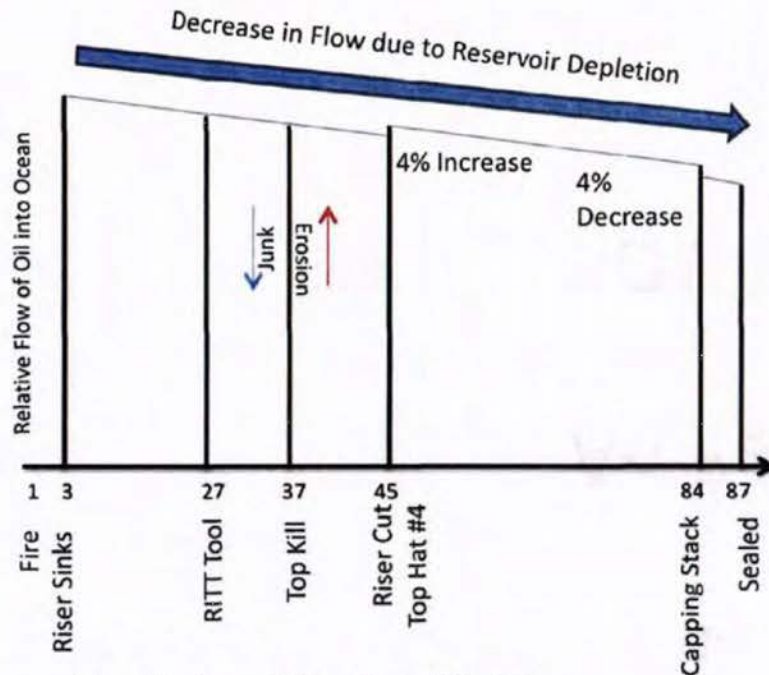 Decrease in Flow due to Reservoir Depletion
Relative Flow of Oil into Ocean
4% Increase
4%
Decrease
Junk
Erosion
1 3 27 37 45 84 87
Fire
Riser Sinks
RITT Tool
Top Kill
Riser Cut
Top Hat #4
Capping Stack
Sealed